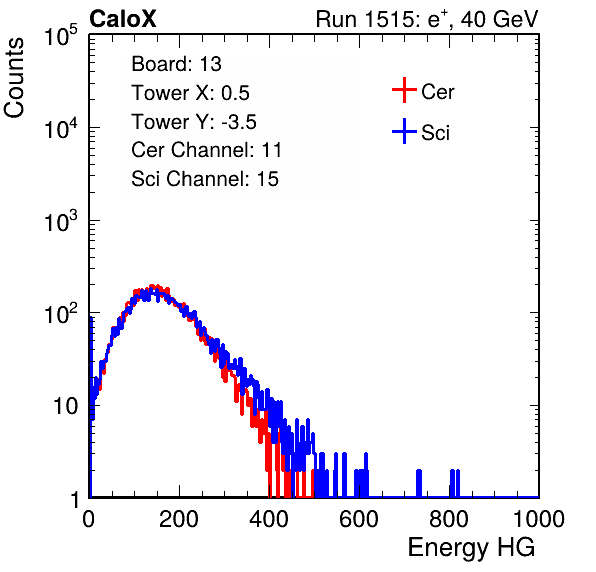 CaloX Run 1515: e⁺, 40 GeV
Counts
10⁵
10⁴
10³
10²
10
1
Board: 13
Tower X: 0.5
Tower Y: -3.5
Cer Channel: 11
Sci Channel: 15
Cer
Sci
0 200 400 600 800 1000
Energy HG